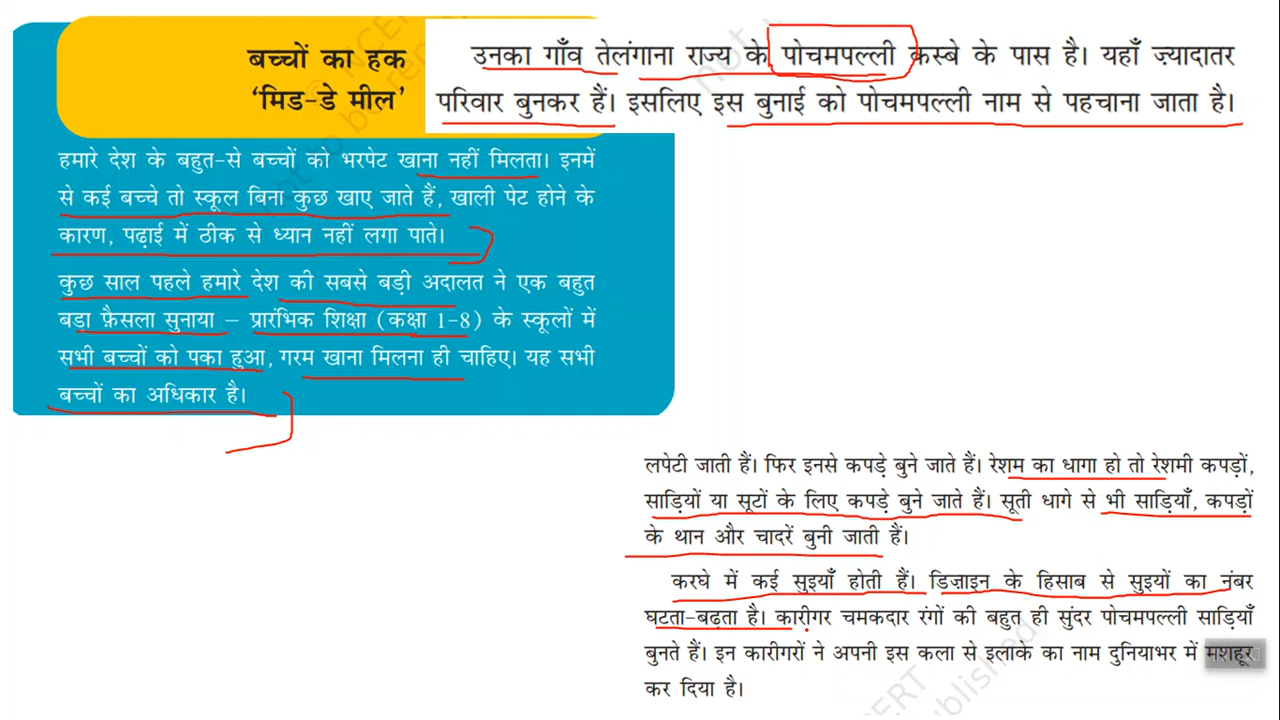 बच्चों का हक
‘मिड-डे मील’
उनका गाँव तेलंगाना राज्य के पोचमपल्ली कस्बे के पास है। यहाँ ज़्यादातर
परिवार बुनकर हैं। इसलिए इस बुनाई को पोचमपल्ली नाम से पहचाना जाता है।
हमारे देश के बहुत-से बच्चों को भरपेट खाना नहीं मिलता। इनमें
से कई बच्चे तो स्कूल बिना कुछ खाए जाते हैं, खाली पेट होने के
कारण, पढ़ाई में ठीक से ध्यान नहीं लगा पाते।
कुछ साल पहले हमारे देश की सबसे बड़ी अदालत ने एक बहुत
बड़ा फ़ैसला सुनाया – प्रारंभिक शिक्षा (कक्षा 1-8) के स्कूलों में
सभी बच्चों को पका हुआ, गरम खाना मिलना ही चाहिए। यह सभी
बच्चों का अधिकार है।
लपेटी जाती हैं। फिर इनसे कपड़े बुने जाते हैं। रेशम का धागा हो तो रेशमी कपड़ों,
साड़ियों या सूटों के लिए कपड़े बुने जाते हैं। सूती धागे से भी साड़ियाँ, कपड़ों
के थान और चादरें बुनी जाती हैं।
करघे में कई सुइयाँ होती हैं। डिज़ाइन के हिसाब से सुइयों का नंबर
घटता-बढ़ता है। कारीगर चमकदार रंगों की बहुत ही सुंदर पोचमपल्ली साड़ियाँ
बुनते हैं। इन कारीगरों ने अपनी इस कला से इलाके का नाम दुनियाभर में मशहूर
कर दिया है।